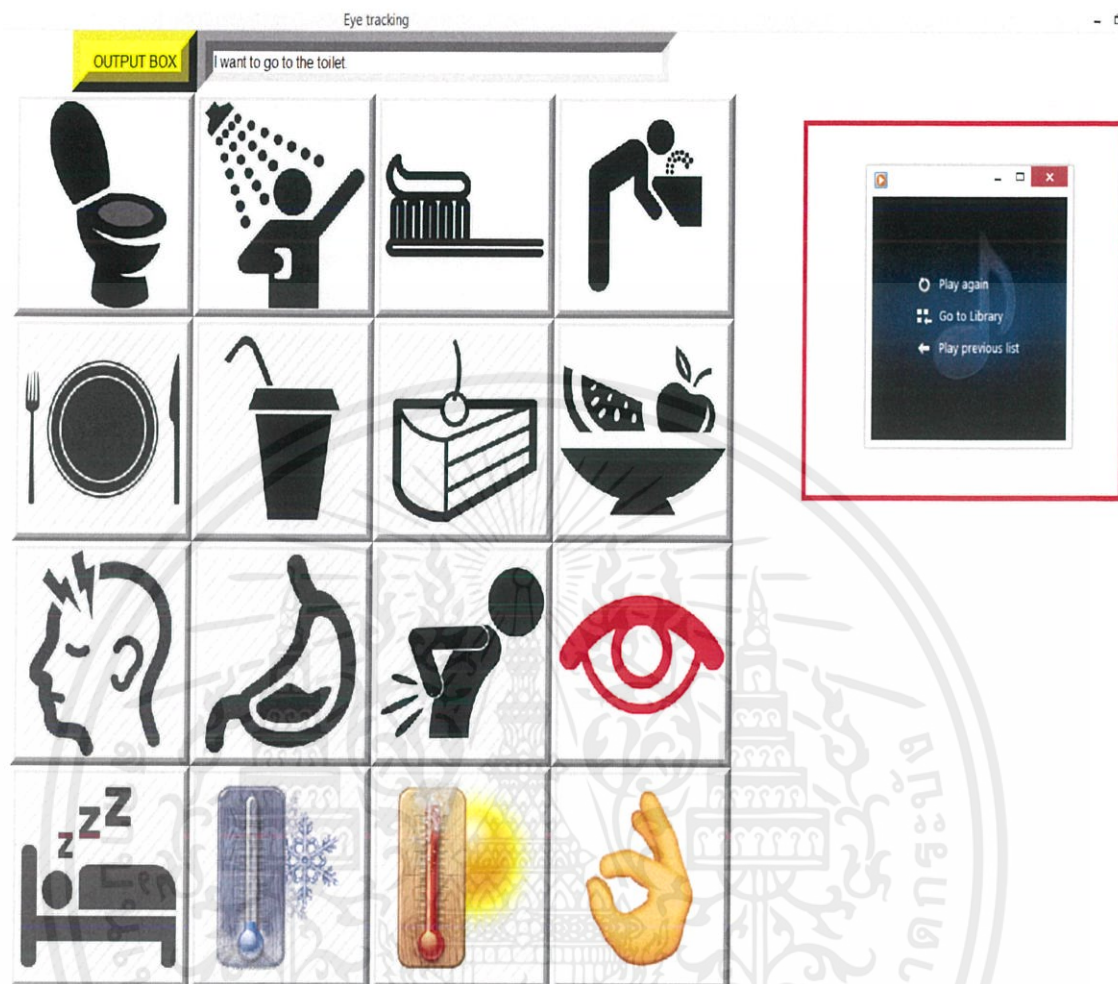 Eye tracking
OUTPUT BOX
I want to go to the toilet.
Play again
Go to Library
Play previous list
z z Z